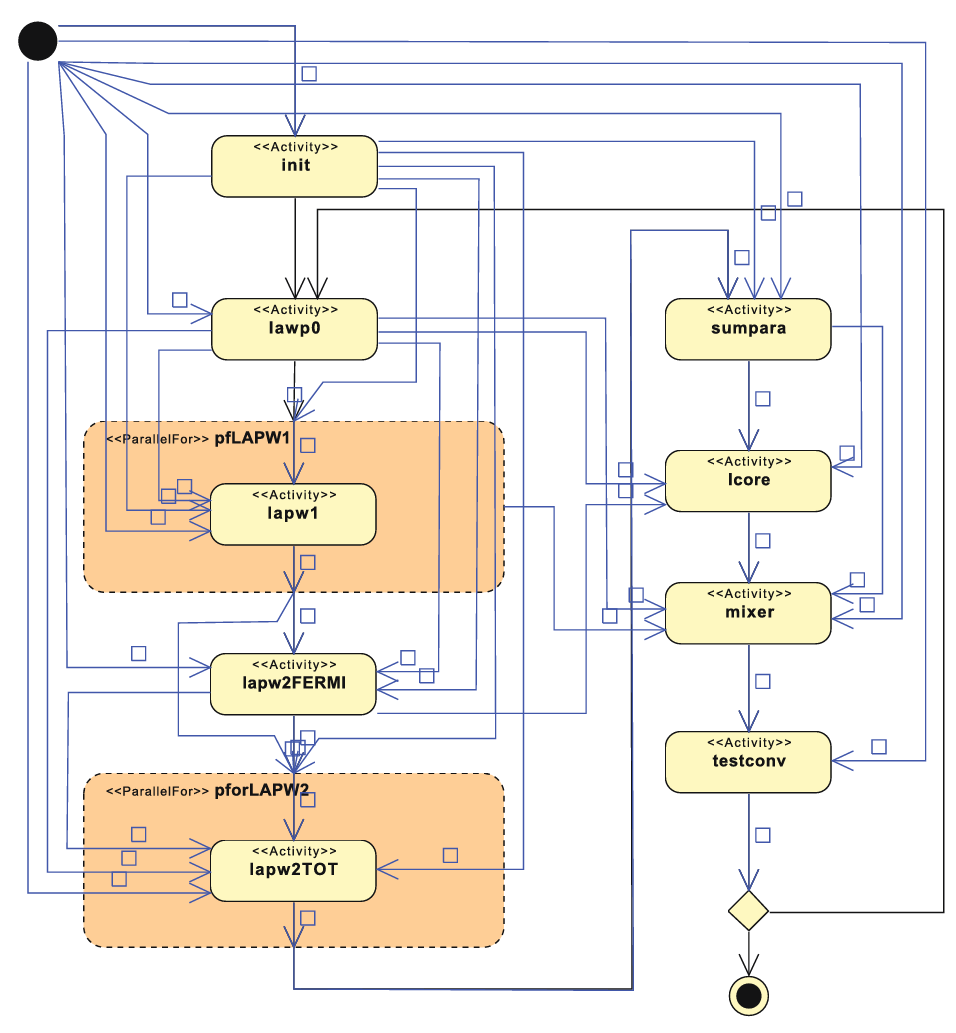 <<Activity>>
init
<<Activity>>
lawp0
<<ParallelFor>> pfLAPW1
<<Activity>>
lapw1
<<Activity>>
lapw2FERMI
<<ParallelFor>> pforLAPW2
<<Activity>>
lapw2TOT
<<Activity>>
sumpara
<<Activity>>
lcore
<<Activity>>
mixer
<<Activity>>
testconv